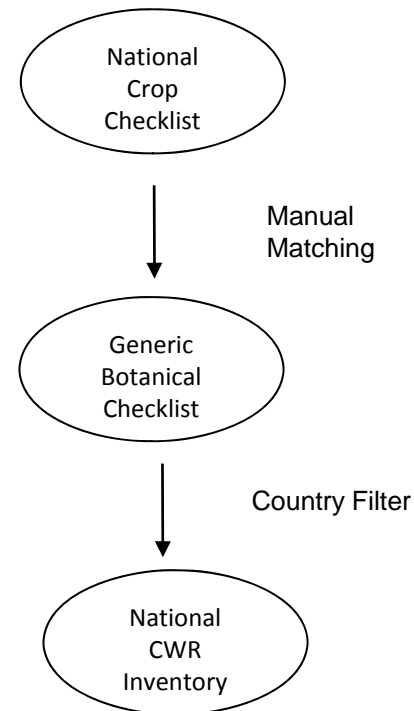 National
Crop
Checklist
Manual
Matching
Generic
Botanical
Checklist
Country Filter
National
CWR
Inventory